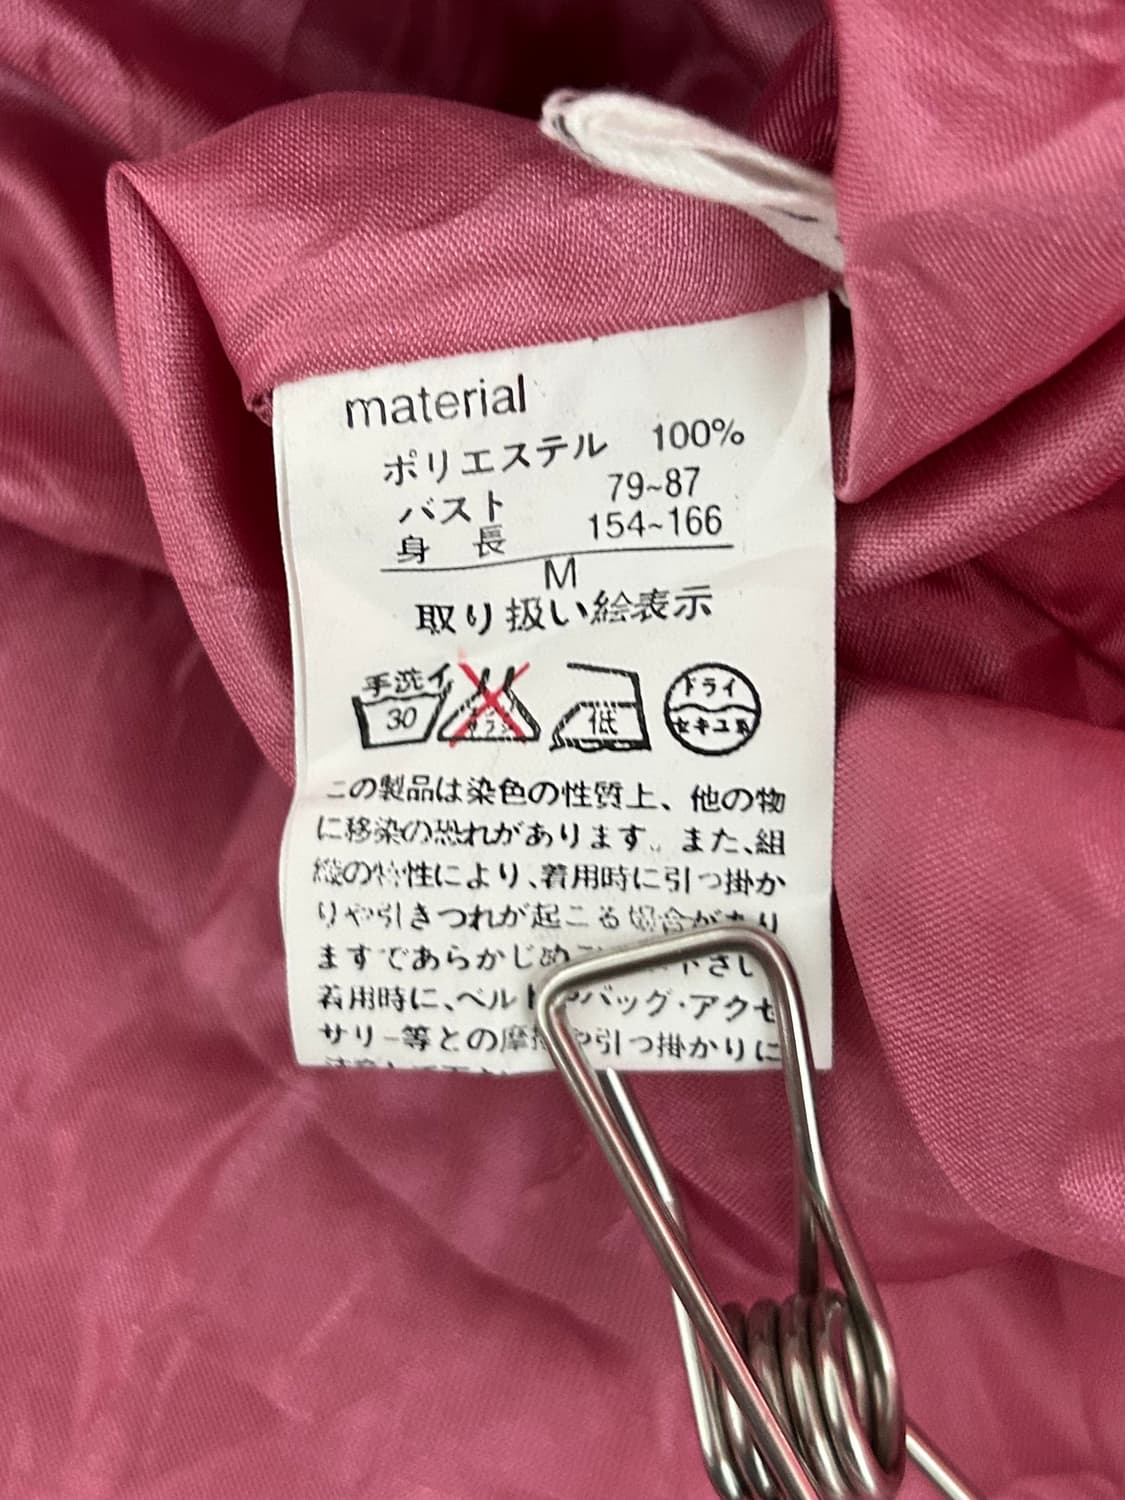 material
ポリエステル 100%
バスト 79~87
身 長 154~166
M
取り扱い絵表示
手洗イ
30
低
ドライ
セキユ系
この製品は染色の性質上、他の物
に移染の恐れがあります。また、組
織の特性により、着用時に引っ掛か
りや引きつれが起こる場合があり
ますであらかじめ 下さい
着用時に、ベルトやバッグ・アクセ
サリー等との摩擦や引っ掛かりに